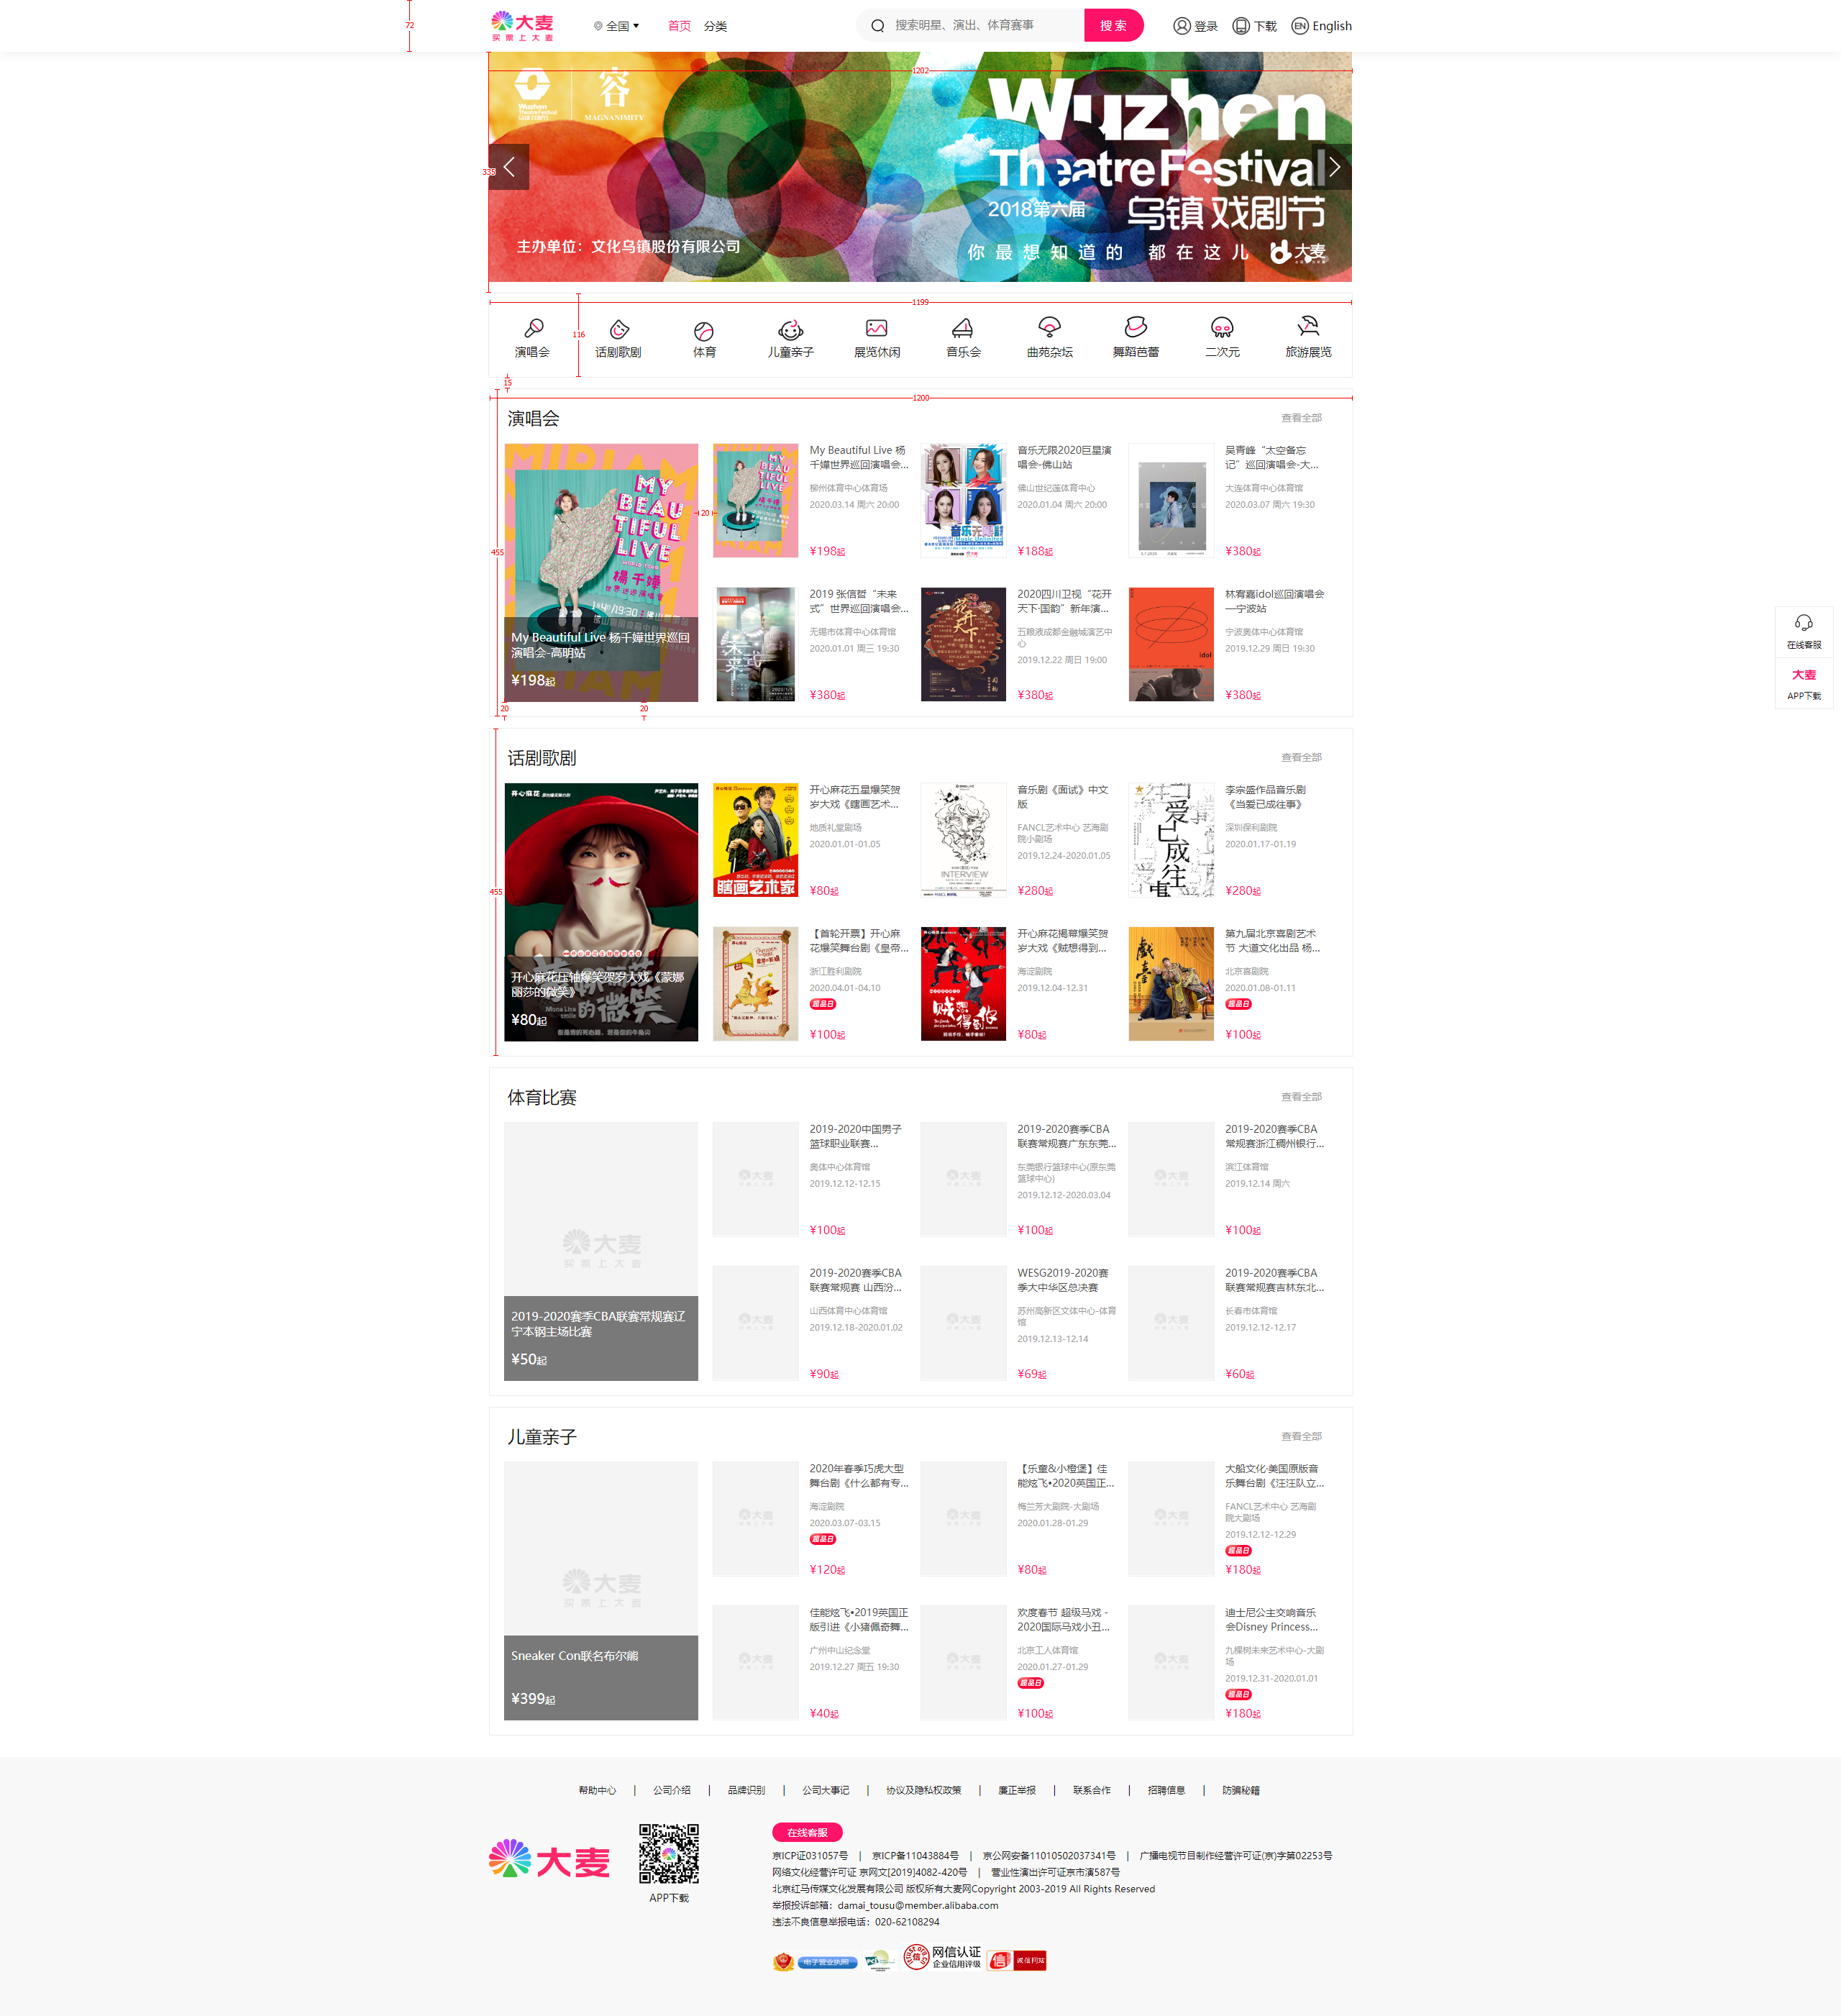 72
大麦
买票上大麦
全国
首页
分类
搜索明星、演出、体育赛事
搜索
登录
下载
EN
English
1202
335
Wuzhen
Theatre Festival
容
MAGNANIMITY
Wuzhen
Theatre Festival
2018第六届
乌镇戏剧节
主办单位：文化乌镇股份有限公司
你最想知道的 都在这儿
大麦
1199
116
演唱会
话剧歌剧
体育
儿童亲子
展览休闲
音乐会
曲苑杂坛
舞蹈芭蕾
二次元
旅游展览
15
1200
455
演唱会
查看全部
MIRIAM
MY
BEAU
TIFUL
LIVE
WORLD TOUR
楊千嬅
My Beautiful Live 杨千嬅世界巡回
演唱会-高明站
¥198起
20
20
20
My Beautiful Live 杨
千嬅世界巡回演唱会...
柳州体育中心体育场
2020.03.14 周六 20:00
¥198起
音乐无限2020巨星演
唱会-佛山站
佛山世纪莲体育中心
2020.01.04 周六 20:00
¥188起
吴青峰“太空备忘
记”巡回演唱会-大...
大连体育中心体育馆
2020.03.07 周六 19:30
¥380起
2019 张信哲“未来
式”世界巡回演唱会...
无锡市体育中心体育馆
2020.01.01 周三 19:30
¥380起
2020四川卫视“花开
天下·国韵”新年演...
五粮液成都金融城演艺中
心
2019.12.22 周日 19:00
¥380起
idol
林宥嘉idol巡回演唱会
—宁波站
宁波奥体中心体育馆
2019.12.29 周日 19:30
¥380起
在线客服
大麦
APP下载
455
话剧歌剧
查看全部
开心麻花
开心麻花压轴爆笑贺岁大戏《蒙娜
丽莎的微笑》
¥80起
瞎画艺术家
开心麻花五星爆笑贺
岁大戏《瞎画艺术...
地质礼堂剧场
2020.01.01-01.05
¥80起
INTERVIEW
音乐剧《面试》中文
版
FANCL艺术中心 艺海剧
院小剧场
2019.12.24-2020.01.05
¥280起
当爱已成往事
李宗盛作品音乐剧
《当爱已成往事》
深圳保利剧院
2020.01.17-01.19
¥280起
【首轮开票】开心麻
花爆笑舞台剧《皇帝...
浙江胜利剧院
2020.04.01-04.10
超品日
¥100起
开心麻花揭幕爆笑贺
岁大戏《贼想得到...
海淀剧院
2019.12.04-12.31
¥80起
第九届北京喜剧艺术
节 大道文化出品 杨...
北京喜剧院
2020.01.08-01.11
超品日
¥100起
体育比赛
查看全部
大麦
买票上大麦
2019-2020赛季CBA联赛常规赛辽
宁本钢主场比赛
¥50起
2019-2020中国男子
篮球职业联赛...
奥体中心体育馆
2019.12.12-12.15
¥100起
2019-2020赛季CBA
联赛常规赛广东东莞...
东莞银行篮球中心(原东莞
篮球中心)
2019.12.12-2020.03.04
¥100起
2019-2020赛季CBA
常规赛浙江稠州银行...
滨江体育馆
2019.12.14 周六
¥100起
2019-2020赛季CBA
联赛常规赛 山西汾...
山西体育中心体育馆
2019.12.18-2020.01.02
¥90起
WESG2019-2020赛
季大中华区总决赛
苏州高新区文体中心-体育
馆
2019.12.13-12.14
¥69起
2019-2020赛季CBA
联赛常规赛吉林东北...
长春市体育馆
2019.12.12-12.17
¥60起
儿童亲子
查看全部
大麦
买票上大麦
Sneaker Con联名布尔熊
¥399起
2020年春季巧虎大型
舞台剧《什么都有专...
海淀剧院
2020.03.07-03.15
超品日
¥120起
【乐童&小橙堡】佳
能炫飞•2020英国正...
梅兰芳大剧院-大剧场
2020.01.28-01.29
¥80起
大船文化·美国原版音
乐舞台剧《汪汪队立...
FANCL艺术中心 艺海剧
院大剧场
2019.12.12-12.29
超品日
¥180起
佳能炫飞•2019英国正
版引进《小猪佩奇舞...
广州中山纪念堂
2019.12.27 周五 19:30
¥40起
欢度春节 超级马戏 -
2020国际马戏小丑...
北京工人体育馆
2020.01.27-01.29
超品日
¥100起
迪士尼公主交响音乐
会Disney Princess...
九棵树未来艺术中心-大剧
场
2019.12.31-2020.01.01
超品日
¥180起
帮助中心 | 公司介绍 | 品牌识别 | 公司大事记 | 协议及隐私权政策 | 廉正举报 | 联系合作 | 招聘信息 | 防骗秘籍
大麦
APP下载
在线客服
京ICP证031057号 | 京ICP备11043884号 | 京公网安备11010502037341号 | 广播电视节目制作经营许可证(京)字第02253号
网络文化经营许可证 京网文[2019]4082-420号 | 营业性演出许可证京市演587号
北京红马传媒文化发展有限公司 版权所有大麦网Copyright 2003-2019 All Rights Reserved
举报投诉邮箱：damai_tousu@member.alibaba.com
违法不良信息举报电话：020-62108294
电子营业执照
网信认证
企业信用评级
诚信网站